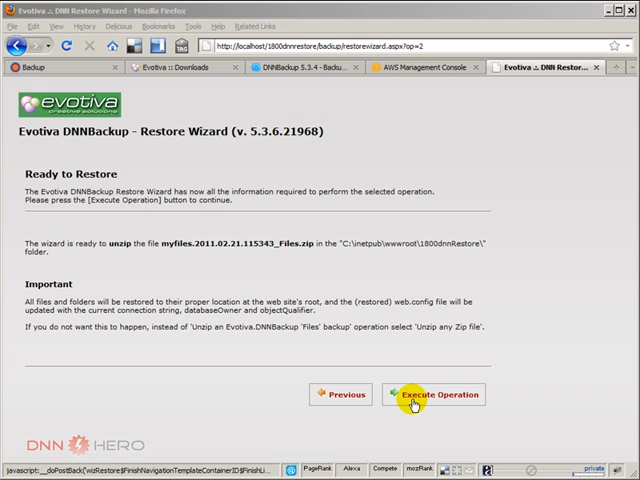 Evotiva .:. DNN Restore Wizard - Mozilla Firefox
File Edit View History Delicious Bookmarks Tools Help Related Links
http://localhost/1800dnnrestore/backup/restorewizard.aspx?op=2
Backup
Evotiva :: Downloads
DNNBackup 5.3.4 - Backu...
AWS Management Console
Evotiva .:. DNN Restor...
evotiva
creative solutions
Evotiva DNNBackup - Restore Wizard (v. 5.3.6.21968)
Ready to Restore
The Evotiva DNNBackup Restore Wizard has now all the information required to perform the selected operation.
Please press the [Execute Operation] button to continue.
The wizard is ready to unzip the file myfiles.2011.02.21.115343_Files.zip in the "C:\inetpub\wwwroot\1800dnnRestore\"
folder.
Important
All files and folders will be restored to their proper location at the web site's root, and the (restored) web.config file will be
updated with the current connection string, databaseOwner and objectQualifier.
If you do not want this to happen, instead of 'Unzip an Evotiva.DNNBackup 'Files' backup' operation select 'Unzip any Zip file'.
Previous
Execute Operation
DNN HERO
javascript:__doPostBack('wizRestore$FinishNavigationTemplateContainerID$FinishLi...
PageRank
Alexa
Compete
mozRank
private